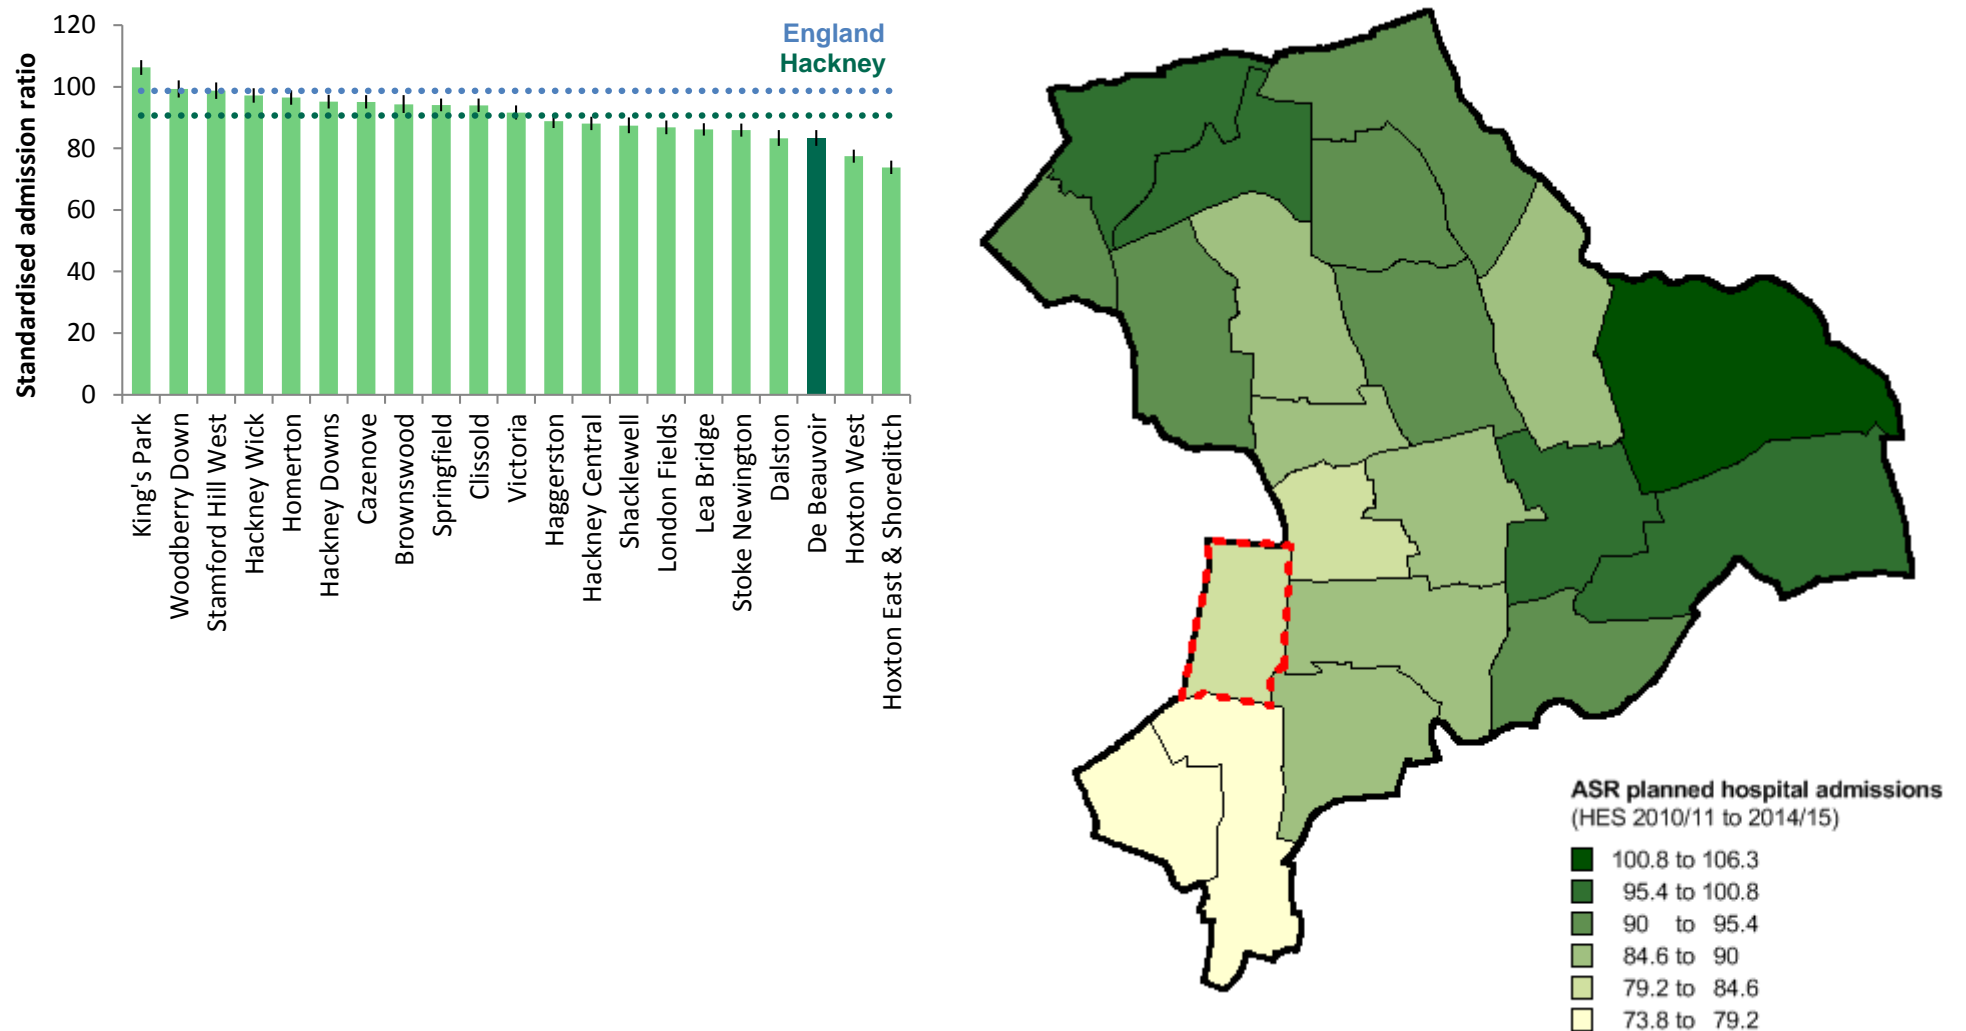 Standardised admission ratio
120
100
80
60
40
20
0
England
Hackney
King's Park
Woodberry Down
Stamford Hill West
Hackney Wick
Homerton
Hackney Downs
Cazenove
Brownswood
Springfield
Clissold
Victoria
Haggerston
Hackney Central
Shacklewell
London Fields
Lea Bridge
Stoke Newington
Dalston
De Beauvoir
Hoxton West
Hoxton East & Shoreditch
ASR planned hospital admissions
(HES 2010/11 to 2014/15)
100.8 to 106.3
95.4 to 100.8
90 to 95.4
84.6 to 90
79.2 to 84.6
73.8 to 79.2